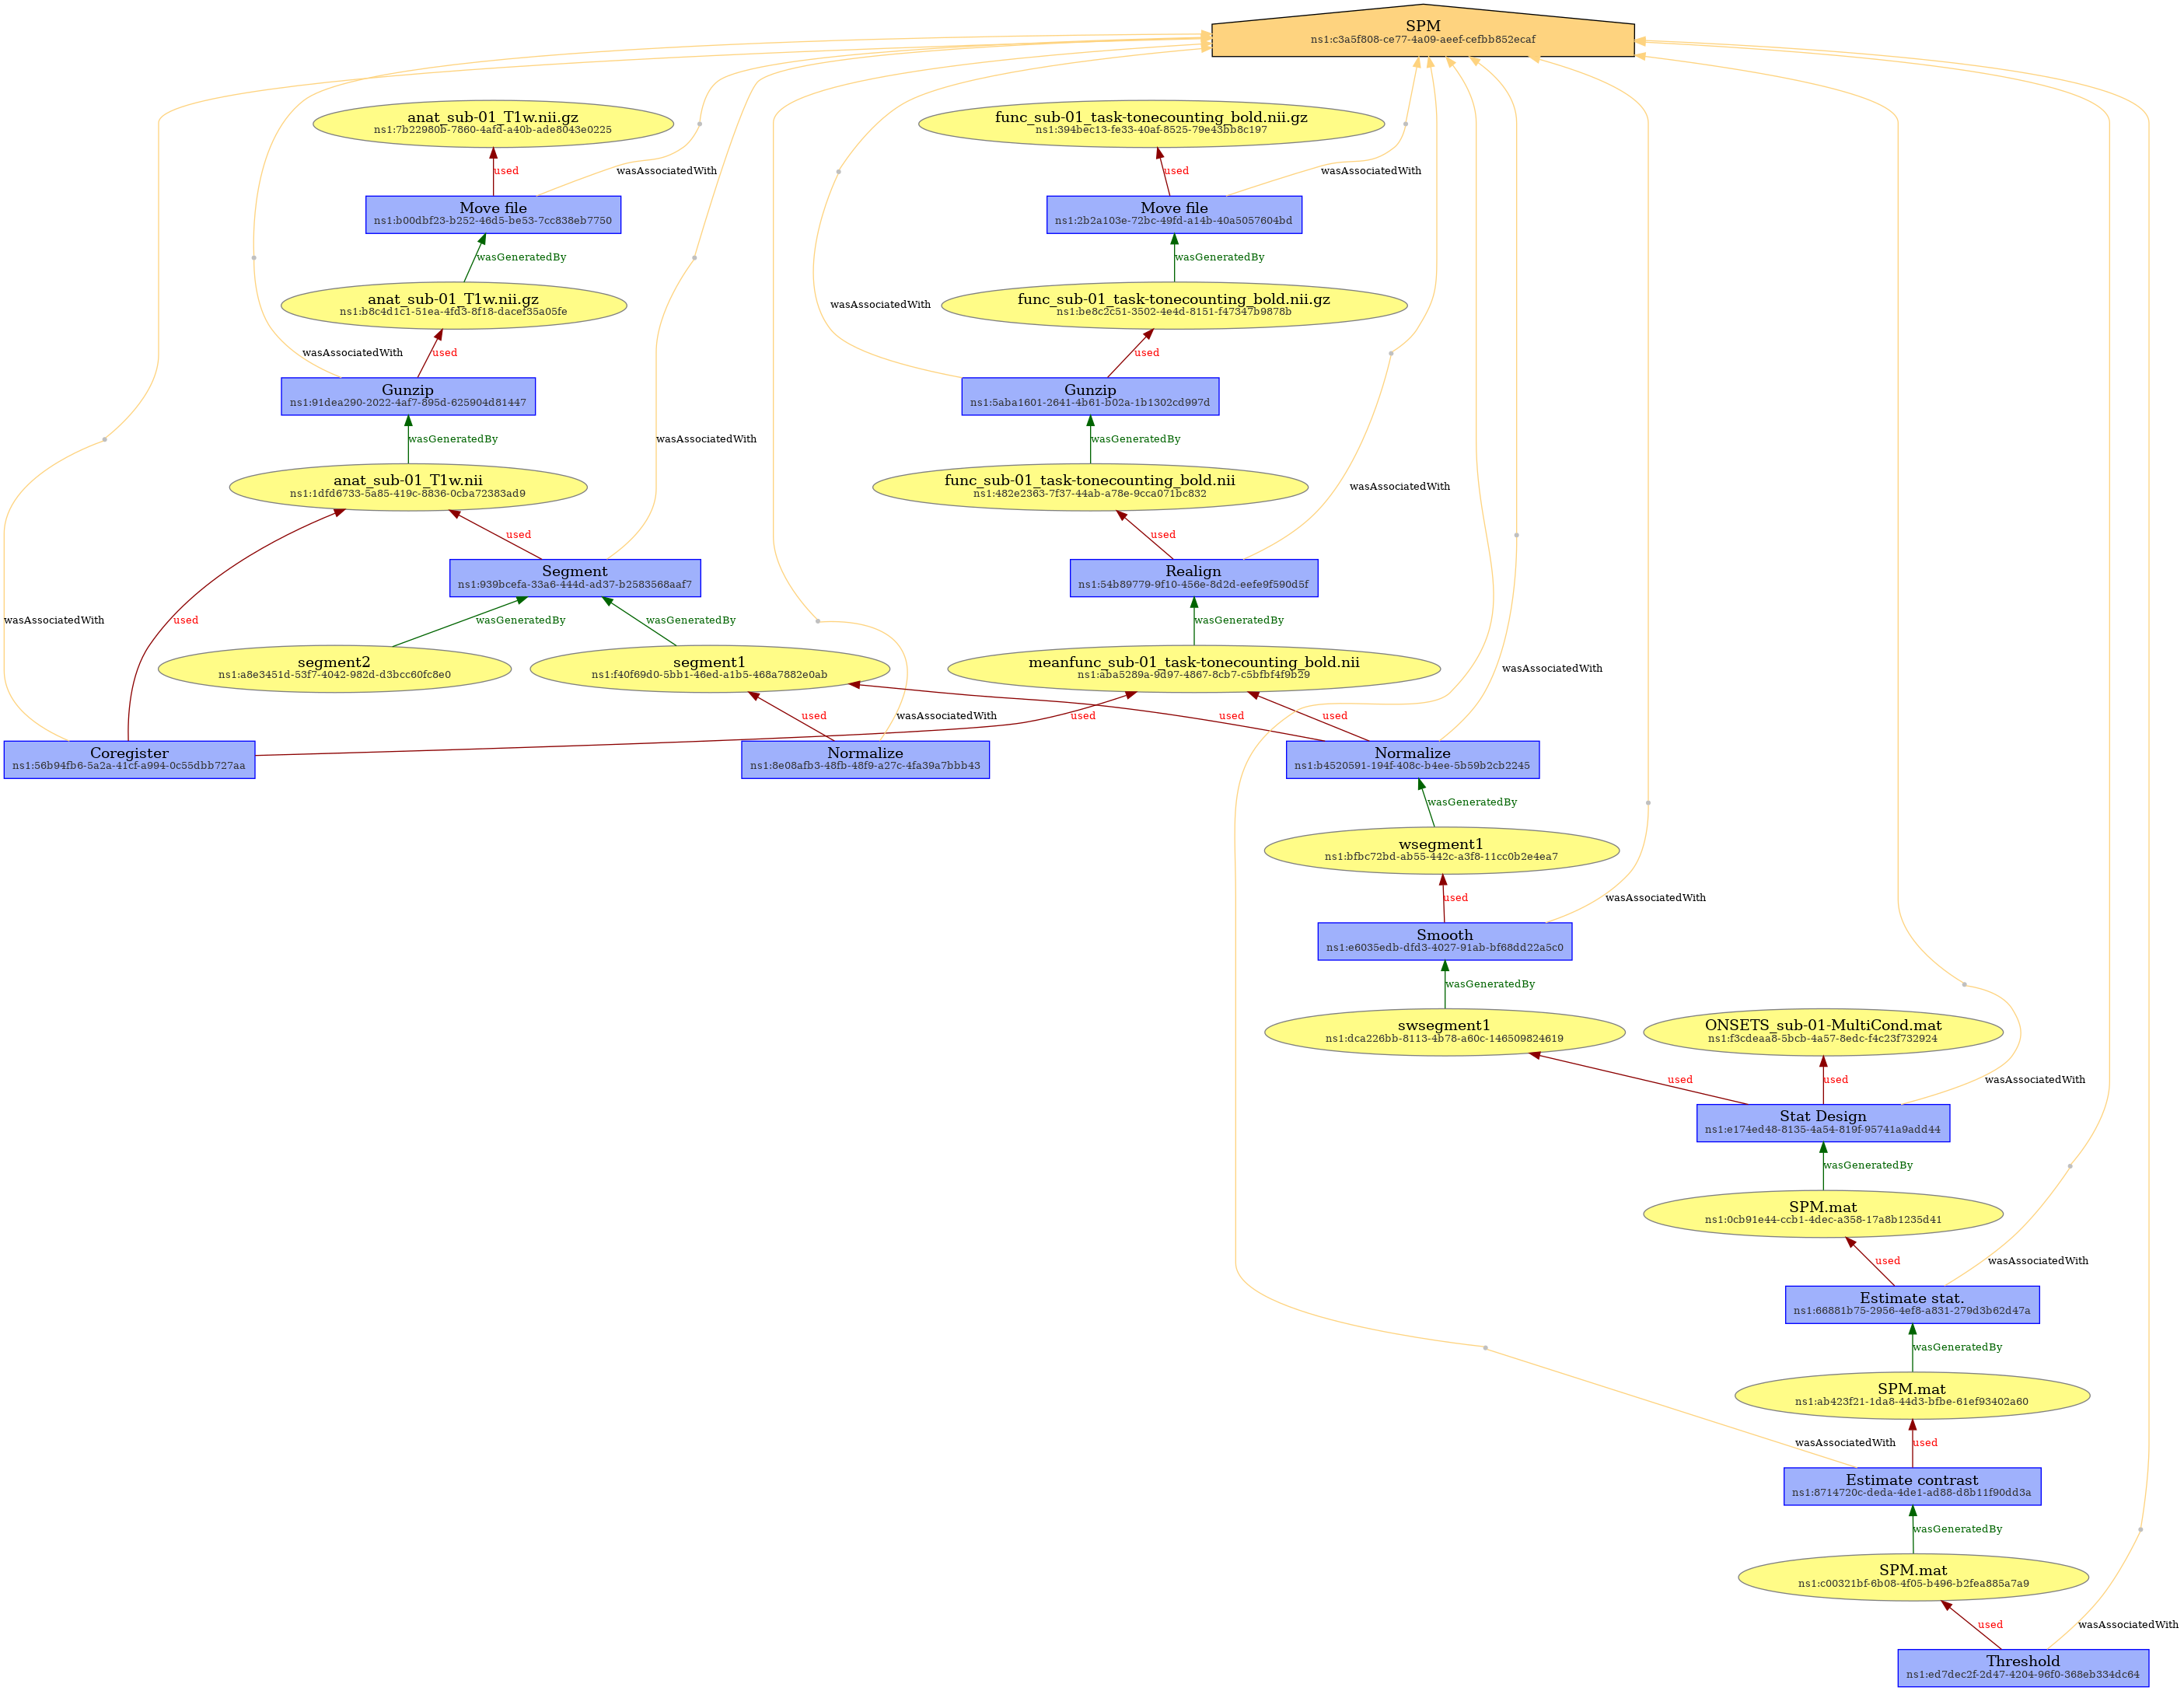 SPM
ns1:c3a5f808-ce77-4a09-aeef-cefbb852ecaf
anat_sub-01_T1w.nii.gz
ns1:7b22980b-7860-4afd-a40b-ade8043e0225
func_sub-01_task-tonecounting_bold.nii.gz
ns1:394bec13-fe33-40af-8525-79e43bb8c197
used
wasAssociatedWith
used
wasAssociatedWith
Move file
ns1:b00dbf23-b252-46d5-be53-7cc838eb7750
Move file
ns1:2b2a103e-72bc-49fd-a14b-40a5057604bd
wasGeneratedBy
wasGeneratedBy
anat_sub-01_T1w.nii.gz
ns1:b8c4d1c1-51ea-4fd3-8f18-dacef35a05fe
wasAssociatedWith
func_sub-01_task-tonecounting_bold.nii.gz
ns1:be8c2c51-3502-4e4d-8151-f47347b9878b
wasAssociatedWith
used
used
Gunzip
ns1:91dea290-2022-4af7-895d-625904d81447
Gunzip
ns1:5aba1601-2641-4b61-b02a-1b1302cd997d
wasGeneratedBy
wasAssociatedWith
wasGeneratedBy
anat_sub-01_T1w.nii
ns1:1dfd6733-5a85-419c-8836-0cba72383ad9
func_sub-01_task-tonecounting_bold.nii
ns1:482e2363-7f37-44ab-a78e-9cca071bc832
wasAssociatedWith
used
used
Segment
ns1:939bcefa-33a6-444d-ad37-b2583568aaf7
Realign
ns1:54b89779-9f10-456e-8d2d-eefe9f590d5f
wasAssociatedWith
used
wasGeneratedBy
wasGeneratedBy
wasGeneratedBy
segment2
ns1:a8e3451d-53f7-4042-982d-d3bcc60fc8e0
segment1
ns1:f40f69d0-5bb1-46ed-a1b5-468a7882e0ab
meanfunc_sub-01_task-tonecounting_bold.nii
ns1:aba5289a-9d97-4867-8cb7-c5bfbf4f9b29
wasAssociatedWith
used
wasAssociatedWith
used
used
used
Coregister
ns1:56b94fb6-5a2a-41cf-a994-0c55dbb727aa
Normalize
ns1:8e08afb3-48fb-48f9-a27c-4fa39a7bbb43
Normalize
ns1:b4520591-194f-408c-b4ee-5b59b2cb2245
wasGeneratedBy
wsegment1
ns1:bfbc72bd-ab55-442c-a3f8-11cc0b2e4ea7
used
wasAssociatedWith
Smooth
ns1:e6035edb-dfd3-4027-91ab-bf68dd22a5c0
wasGeneratedBy
swsegment1
ns1:dca226bb-8113-4b78-a60c-146509824619
ONSETS_sub-01-MultiCond.mat
ns1:f3cdeaa8-5bcb-4a57-8edc-f4c23f732924
used
used
wasAssociatedWith
Stat Design
ns1:e174ed48-8135-4a54-819f-95741a9add44
wasGeneratedBy
SPM.mat
ns1:0cb91e44-ccb1-4dec-a358-17a8b1235d41
used
wasAssociatedWith
Estimate stat.
ns1:66881b75-2956-4ef8-a831-279d3b62d47a
wasGeneratedBy
SPM.mat
ns1:ab423f21-1da8-44d3-bfbe-61ef93402a60
wasAssociatedWith
used
Estimate contrast
ns1:8714720c-deda-4de1-ad88-d8b11f90dd3a
wasGeneratedBy
SPM.mat
ns1:c00321bf-6b08-4f05-b496-b2fea885a7a9
used
wasAssociatedWith
Threshold
ns1:ed7dec2f-2d47-4204-96f0-368eb334dc64